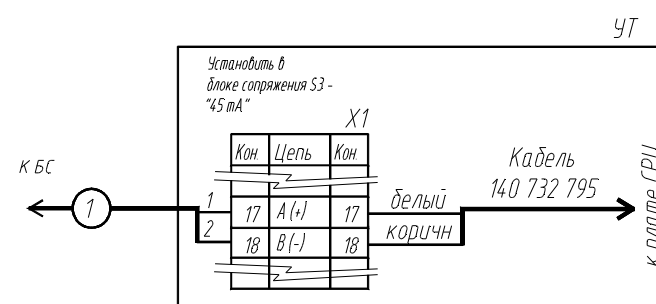 УТ
Установить в
блоке сопряжения S3 -
"45 mA"
X1
Кон. Цепь Кон.
к БС
Кабель
140 732 795
1
1 17 A (+) 17 белый
2 18 B (-) 18 коричн
к плате CPU